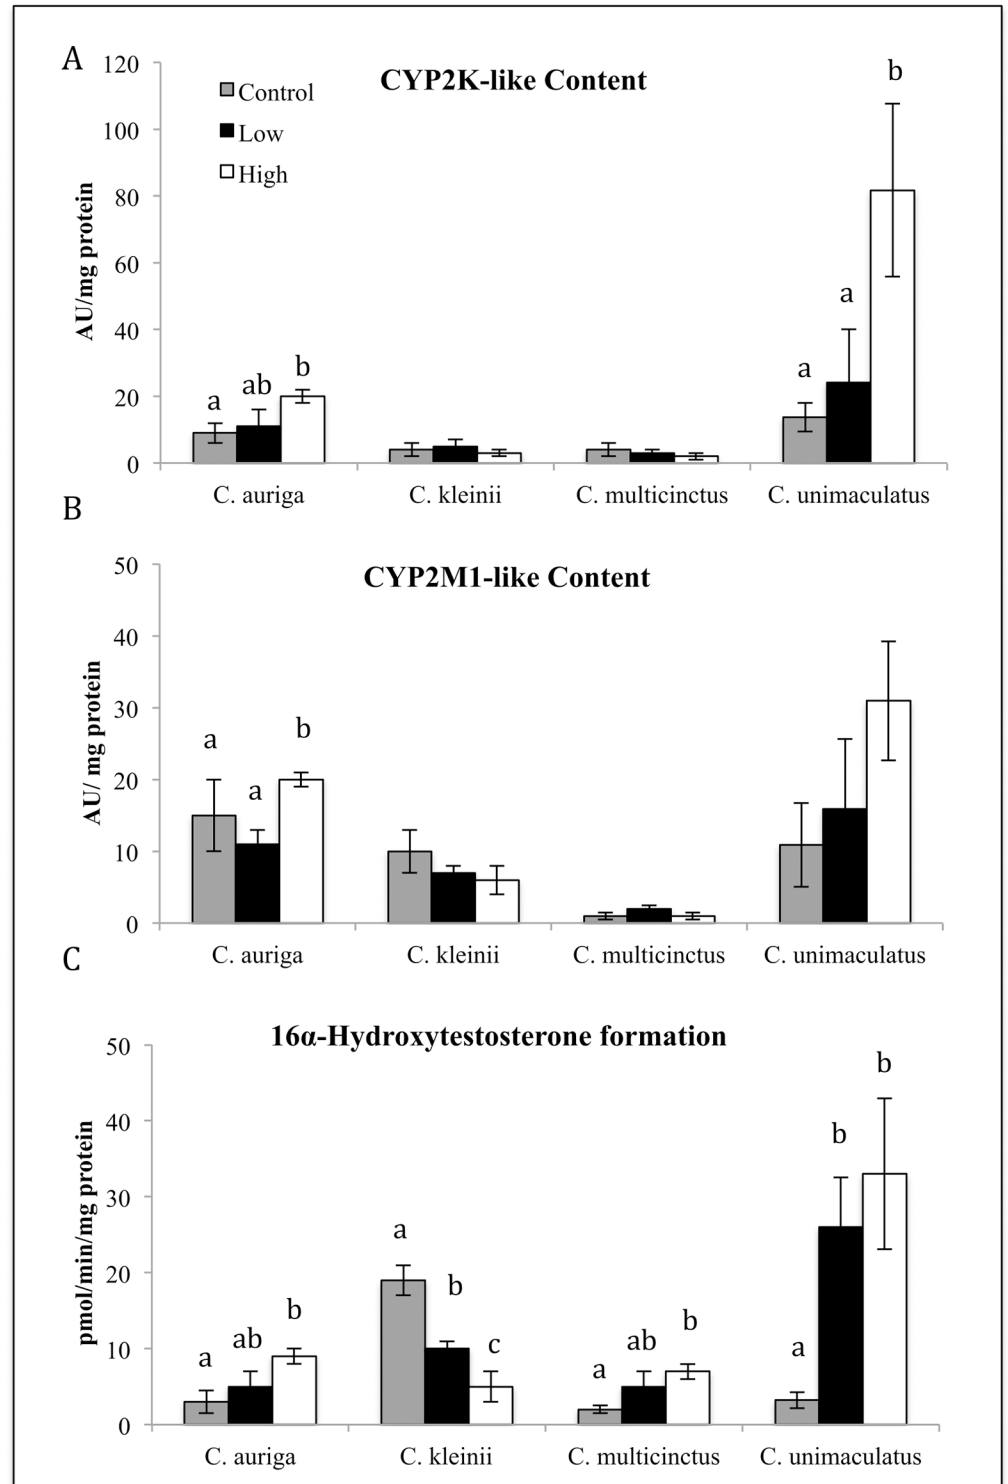 A
120
CYP2K-like Content
b
Control
Low
High
100
80
60
40
20
0
AU/mg protein
a
ab
b
a
a
C. auriga
C. kleinii
C. multicinctus
C. unimaculatus
B
50
CYP2M1-like Content
40
30
20
10
0
AU/ mg protein
a
a
b
C. auriga
C. kleinii
C. multicinctus
C. unimaculatus
C
16α-Hydroxytestosterone formation
50
40
30
20
10
0
pmol/min/mg protein
a
ab
b
a
b
c
a
ab
b
a
b
b
C. auriga
C. kleinii
C. multicinctus
C. unimaculatus